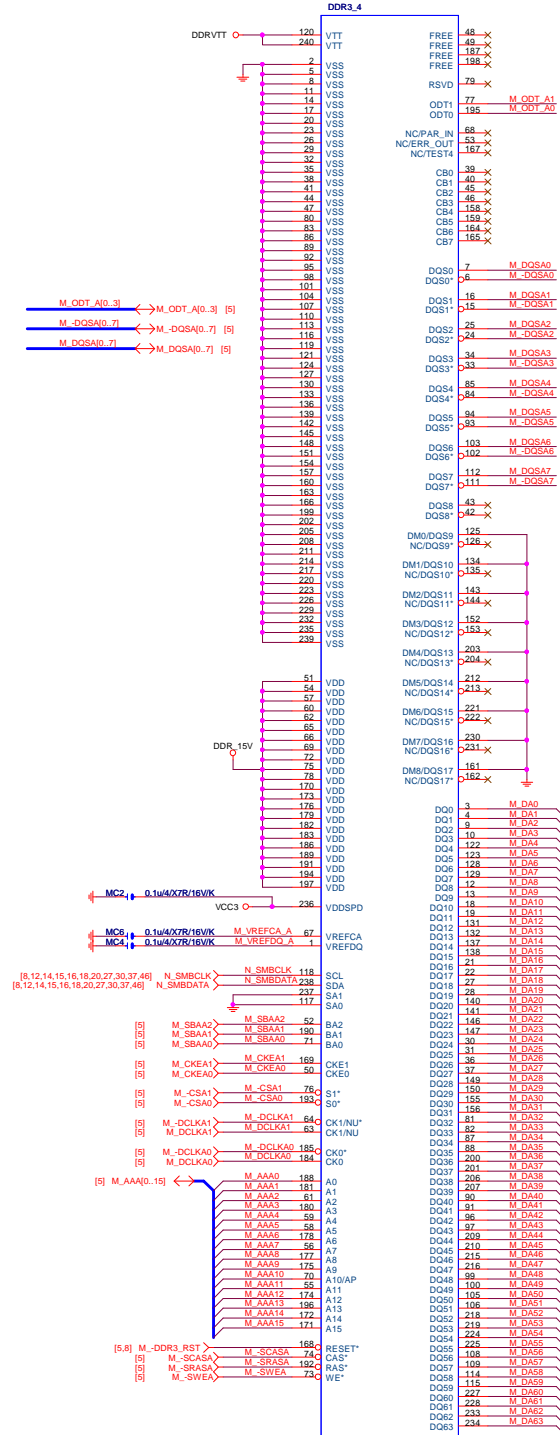 DDR3_4
DDRVTT 120 VTT
240 VTT
2 VSS
5 VSS
8 VSS
11 VSS
14 VSS
17 VSS
20 VSS
23 VSS
26 VSS
29 VSS
32 VSS
35 VSS
38 VSS
41 VSS
44 VSS
47 VSS
80 VSS
83 VSS
86 VSS
89 VSS
92 VSS
95 VSS
98 VSS
101 VSS
104 VSS
107 VSS
110 VSS
113 VSS
116 VSS
119 VSS
121 VSS
124 VSS
127 VSS
130 VSS
133 VSS
136 VSS
139 VSS
142 VSS
145 VSS
148 VSS
151 VSS
154 VSS
157 VSS
160 VSS
163 VSS
166 VSS
199 VSS
202 VSS
205 VSS
208 VSS
211 VSS
214 VSS
217 VSS
220 VSS
223 VSS
226 VSS
229 VSS
232 VSS
235 VSS
239 VSS
M_ODT_A[0..3] M_ODT_A[0..3] [5]
M_-DQSA[0..7] M_-DQSA[0..7] [5]
M_DQSA[0..7] M_DQSA[0..7] [5]
51 VDD
54 VDD
57 VDD
60 VDD
62 VDD
65 VDD
66 VDD
69 VDD
72 VDD
DDR_15V 75 VDD
78 VDD
170 VDD
173 VDD
176 VDD
179 VDD
182 VDD
183 VDD
186 VDD
189 VDD
191 VDD
194 VDD
197 VDD
MC2 0.1u/4/X7R/16V/K
VCC3 236 VDDSPD
MC6 0.1u/4/X7R/16V/K M_VREFCA_A 67 VREFCA
MC4 0.1u/4/X7R/16V/K M_VREFDQ_A 1 VREFDQ
[8,12,14,15,16,18,20,27,30,37,46] N_SMBCLK N_SMBCLK 118 SCL
[8,12,14,15,16,18,20,27,30,37,46] N_SMBDATA N_SMBDATA 238 SDA
237 SA1
117 SA0
[5] M_SBAA2 M_SBAA2 52 BA2
[5] M_SBAA1 M_SBAA1 190 BA1
[5] M_SBAA0 M_SBAA0 71 BA0
[5] M_CKEA1 M_CKEA1 169 CKE1
[5] M_CKEA0 M_CKEA0 50 CKE0
[5] M_-CSA1 M_-CSA1 76 S1*
[5] M_-CSA0 M_-CSA0 193 S0*
[5] M_-DCLKA1 M_-DCLKA1 64 CK1/NU*
[5] M_DCLKA1 M_DCLKA1 63 CK1/NU
[5] M_-DCLKA0 M_-DCLKA0 185 CK0*
[5] M_DCLKA0 M_DCLKA0 184 CK0
[5] M_AAA[0..15] M_AAA0 188 A0
M_AAA1 181 A1
M_AAA2 61 A2
M_AAA3 180 A3
M_AAA4 59 A4
M_AAA5 58 A5
M_AAA6 178 A6
M_AAA7 56 A7
M_AAA8 177 A8
M_AAA9 175 A9
M_AAA10 70 A10/AP
M_AAA11 55 A11
M_AAA12 174 A12
M_AAA13 196 A13
M_AAA14 172 A14
M_AAA15 171 A15
[5,8] M_-DDR3_RST 168 RESET*
[5] M_-SCASA M_-SCASA 74 CAS*
[5] M_-SRASA M_-SRASA 192 RAS*
[5] M_-SWEA M_-SWEA 73 WE*
FREE 48
FREE 49
FREE 187
FREE 198
RSVD 79
ODT1 77 M_ODT_A1
ODT0 195 M_ODT_A0
NC/PAR_IN 68
NC/ERR_OUT 53
NC/TEST4 167
CB0 39
CB1 40
CB2 45
CB3 46
CB4 158
CB5 159
CB6 164
CB7 165
DQS0 7 M_DQSA0
DQS0* 6 M_-DQSA0
DQS1 16 M_DQSA1
DQS1* 15 M_-DQSA1
DQS2 25 M_DQSA2
DQS2* 24 M_-DQSA2
DQS3 34 M_DQSA3
DQS3* 33 M_-DQSA3
DQS4 85 M_DQSA4
DQS4* 84 M_-DQSA4
DQS5 94 M_DQSA5
DQS5* 93 M_-DQSA5
DQS6 103 M_DQSA6
DQS6* 102 M_-DQSA6
DQS7 112 M_DQSA7
DQS7* 111 M_-DQSA7
DQS8 43
DQS8* 42
DM0/DQS9 125
NC/DQS9* 126
DM1/DQS10 134
NC/DQS10* 135
DM2/DQS11 143
NC/DQS11* 144
DM3/DQS12 152
NC/DQS12* 153
DM4/DQS13 203
NC/DQS13* 204
DM5/DQS14 212
NC/DQS14* 213
DM6/DQS15 221
NC/DQS15* 222
DM7/DQS16 230
NC/DQS16* 231
DM8/DQS17 161
NC/DQS17* 162
DQ0 3 M_DA0
DQ1 4 M_DA1
DQ2 9 M_DA2
DQ3 10 M_DA3
DQ4 122 M_DA4
DQ5 123 M_DA5
DQ6 128 M_DA6
DQ7 129 M_DA7
DQ8 12 M_DA8
DQ9 13 M_DA9
DQ10 18 M_DA10
DQ11 19 M_DA11
DQ12 131 M_DA12
DQ13 132 M_DA13
DQ14 137 M_DA14
DQ15 138 M_DA15
DQ16 21 M_DA16
DQ17 22 M_DA17
DQ18 27 M_DA18
DQ19 28 M_DA19
DQ20 140 M_DA20
DQ21 141 M_DA21
DQ22 146 M_DA22
DQ23 147 M_DA23
DQ24 30 M_DA24
DQ25 31 M_DA25
DQ26 36 M_DA26
DQ27 37 M_DA27
DQ28 149 M_DA28
DQ29 150 M_DA29
DQ30 155 M_DA30
DQ31 156 M_DA31
DQ32 81 M_DA32
DQ33 82 M_DA33
DQ34 87 M_DA34
DQ35 88 M_DA35
DQ36 200 M_DA36
DQ37 201 M_DA37
DQ38 206 M_DA38
DQ39 207 M_DA39
DQ40 90 M_DA40
DQ41 91 M_DA41
DQ42 96 M_DA42
DQ43 97 M_DA43
DQ44 209 M_DA44
DQ45 210 M_DA45
DQ46 215 M_DA46
DQ47 216 M_DA47
DQ48 99 M_DA48
DQ49 100 M_DA49
DQ50 105 M_DA50
DQ51 106 M_DA51
DQ52 218 M_DA52
DQ53 219 M_DA53
DQ54 224 M_DA54
DQ55 225 M_DA55
DQ56 108 M_DA56
DQ57 109 M_DA57
DQ58 114 M_DA58
DQ59 115 M_DA59
DQ60 227 M_DA60
DQ61 228 M_DA61
DQ62 233 M_DA62
DQ63 234 M_DA63